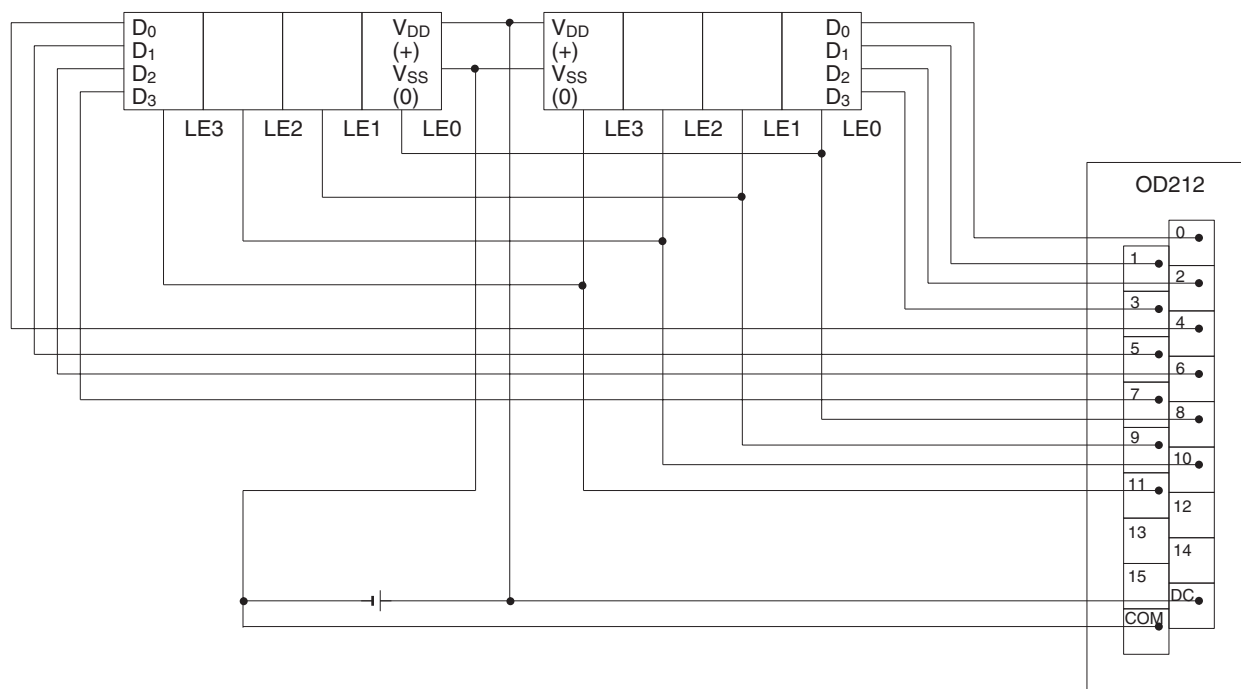 D0
D1
D2
D3
VDD
(+)
VSS
(0)
VDD
(+)
VSS
(0)
D0
D1
D2
D3
LE3
LE2
LE1
LE0
LE3
LE2
LE1
LE0
OD212
0
1
2
3
4
5
6
7
8
9
10
11
12
13
14
15
DC
COM